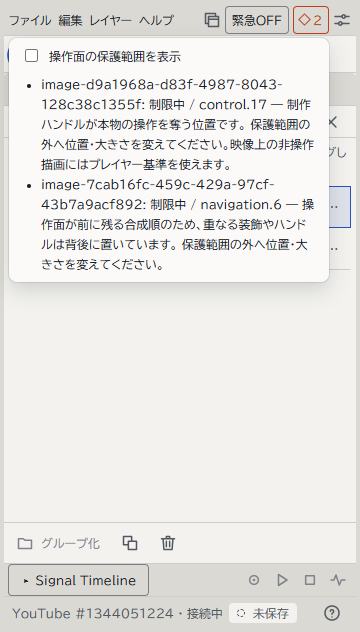 ファイル 編集 レイヤー ヘルプ 緊急OFF 2
操作面の保護範囲を表示
• image-d9a1968a-d83f-4987-8043-
128c38c1355f: 制限中 / control.17 — 制作
ハンドルが本物の操作を奪う位置です。保護範囲の
外へ位置・大きさを変えてください。映像上の非操作
描画にはプレイヤー基準を使えます。
• image-7cab16fc-459c-429a-97cf-
43b7a9acf892: 制限中 / navigation.6 — 操
作面が前に残る合成順のため、重なる装飾やハンド
ルは背後に置いています。保護範囲の外へ位置・大
きさを変えてください。
グループ化
Signal Timeline
YouTube #1344051224・接続中 未保存